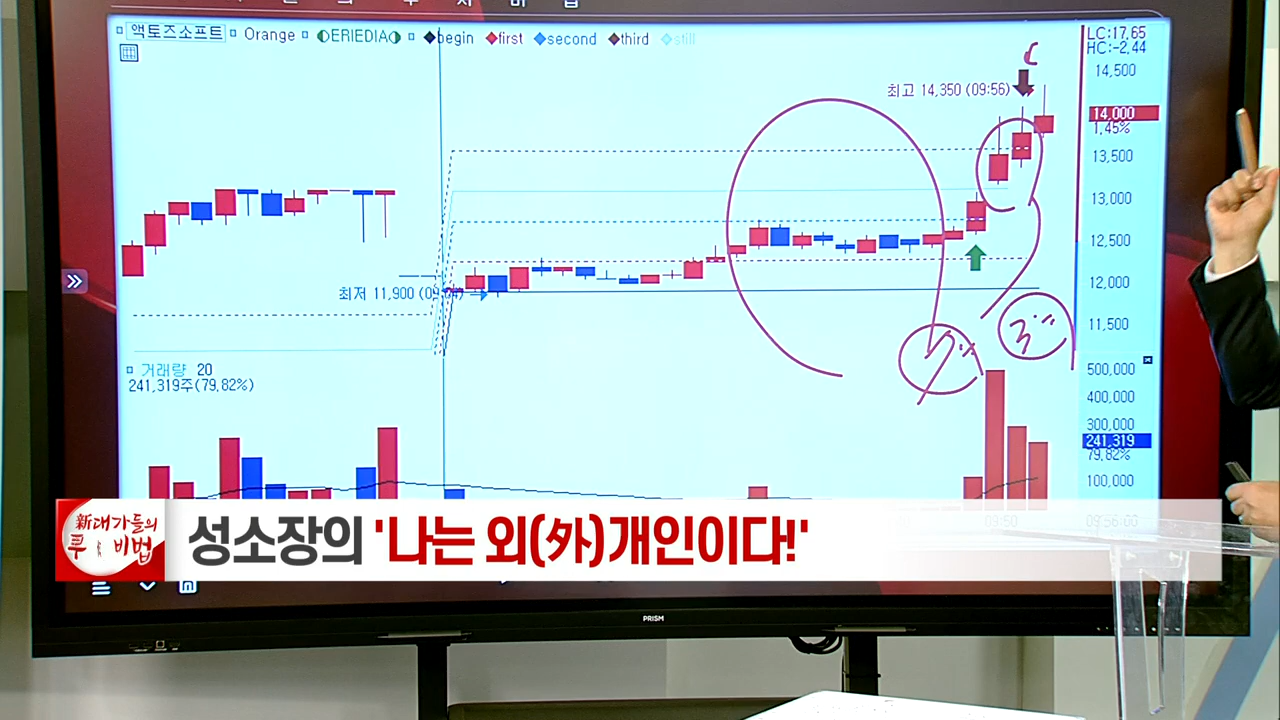 액토즈소프트 Orange ERIEDIA begin first second third still
LC:17,65
HC:-2,44
14,500
최고 14,350 (09:56)
14,000
1,45%
13,500
13,000
12,500
12,000
최저 11,900
11,500
3%
거래량 20
241,319주(79,82%)
500,000
400,000
300,000
241,319
79,82%
100,000
09:50
09:56:00
新대가들의
투 비법
성소장의 '나는 외(外)개인이다!'
PRISM